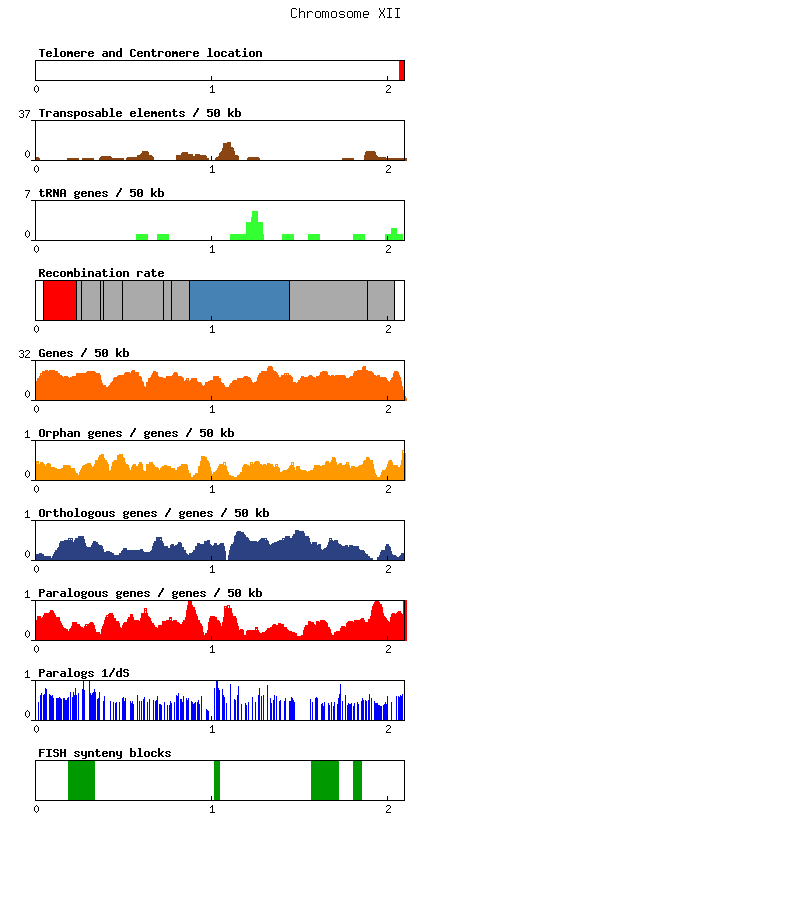 Chromosome XII
Telomere and Centromere location
0 1 2
Transposable elements / 50 kb
37
0
0 1 2
tRNA genes / 50 kb
7
0
0 1 2
Recombination rate
0 1 2
Genes / 50 kb
32
0
0 1 2
Orphan genes / genes / 50 kb
1
0
0 1 2
Orthologous genes / genes / 50 kb
1
0
0 1 2
Paralogous genes / genes / 50 kb
1
0
0 1 2
Paralogs 1/dS
1
0
0 1 2
FISH synteny blocks
0 1 2